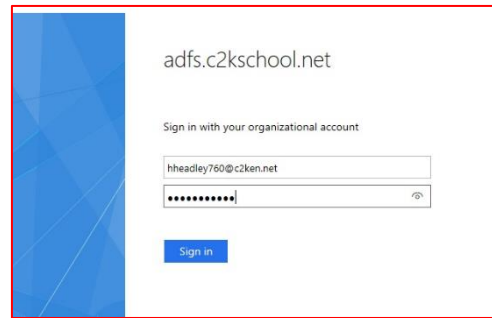 adfs.c2kschool.net
Sign in with your organizational account
hheadley760@c2ken.net
•••••••••••
Sign in